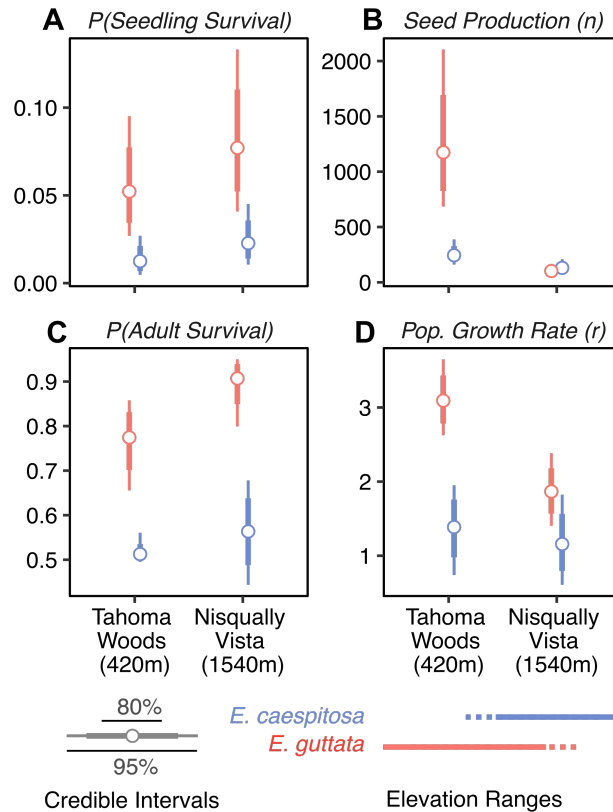 A P(Seedling Survival)
0.10
0.05
0.00
B Seed Production (n)
2000
1500
1000
500
0
C P(Adult Survival)
0.9
0.8
0.7
0.6
0.5
D Pop. Growth Rate (r)
3
2
1
Tahoma
Woods
(420m)
Nisqually
Vista
(1540m)
Tahoma
Woods
(420m)
Nisqually
Vista
(1540m)
80%
95%
Credible Intervals
E. caespitosa
E. guttata
Elevation Ranges